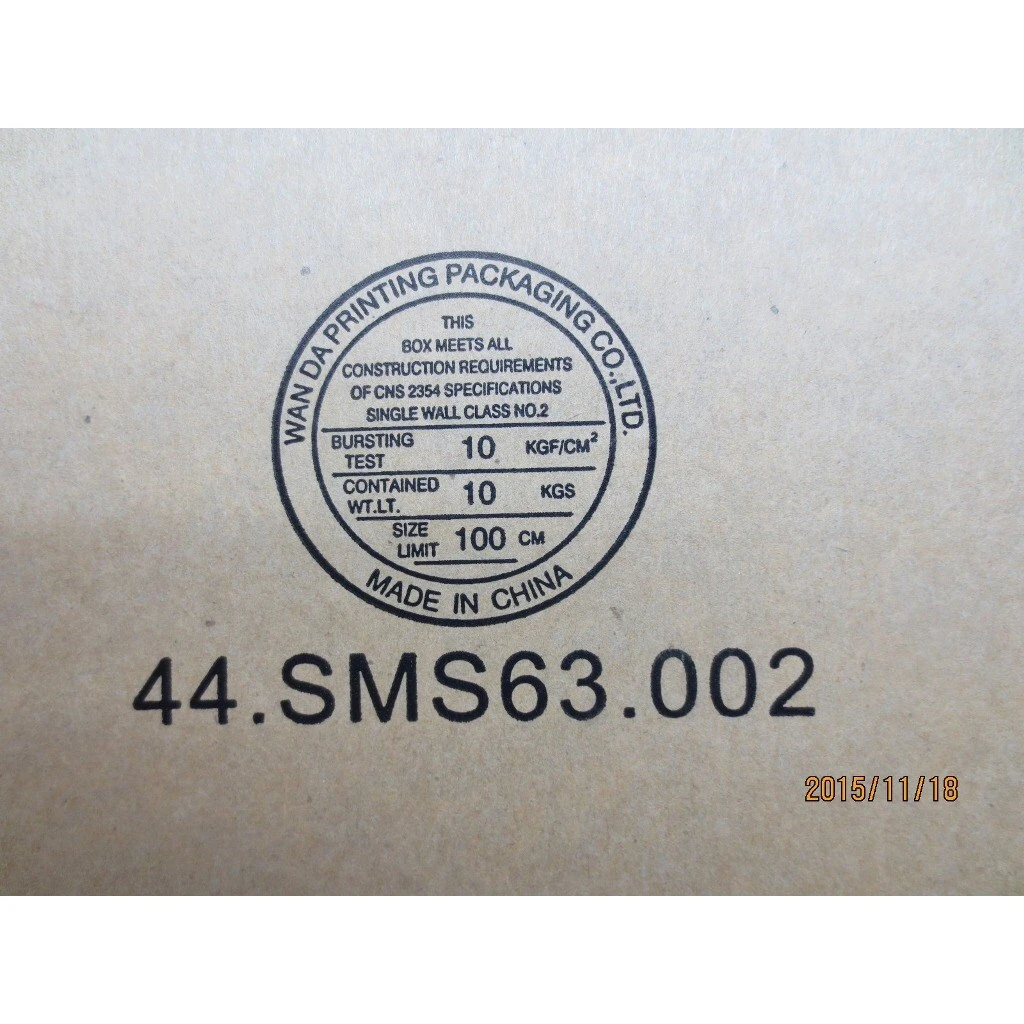 WAN DA PRINTING PACKAGING CO.,LTD.
THIS
BOX MEETS ALL
CONSTRUCTION REQUIREMENTS
OF CNS 2354 SPECIFICATIONS
SINGLE WALL CLASS NO.2
BURSTING TEST 10 KGF/CM²
CONTAINED WT.LT. 10 KGS
SIZE LIMIT 100 CM
MADE IN CHINA
44.SMS63.002
2015/11/18